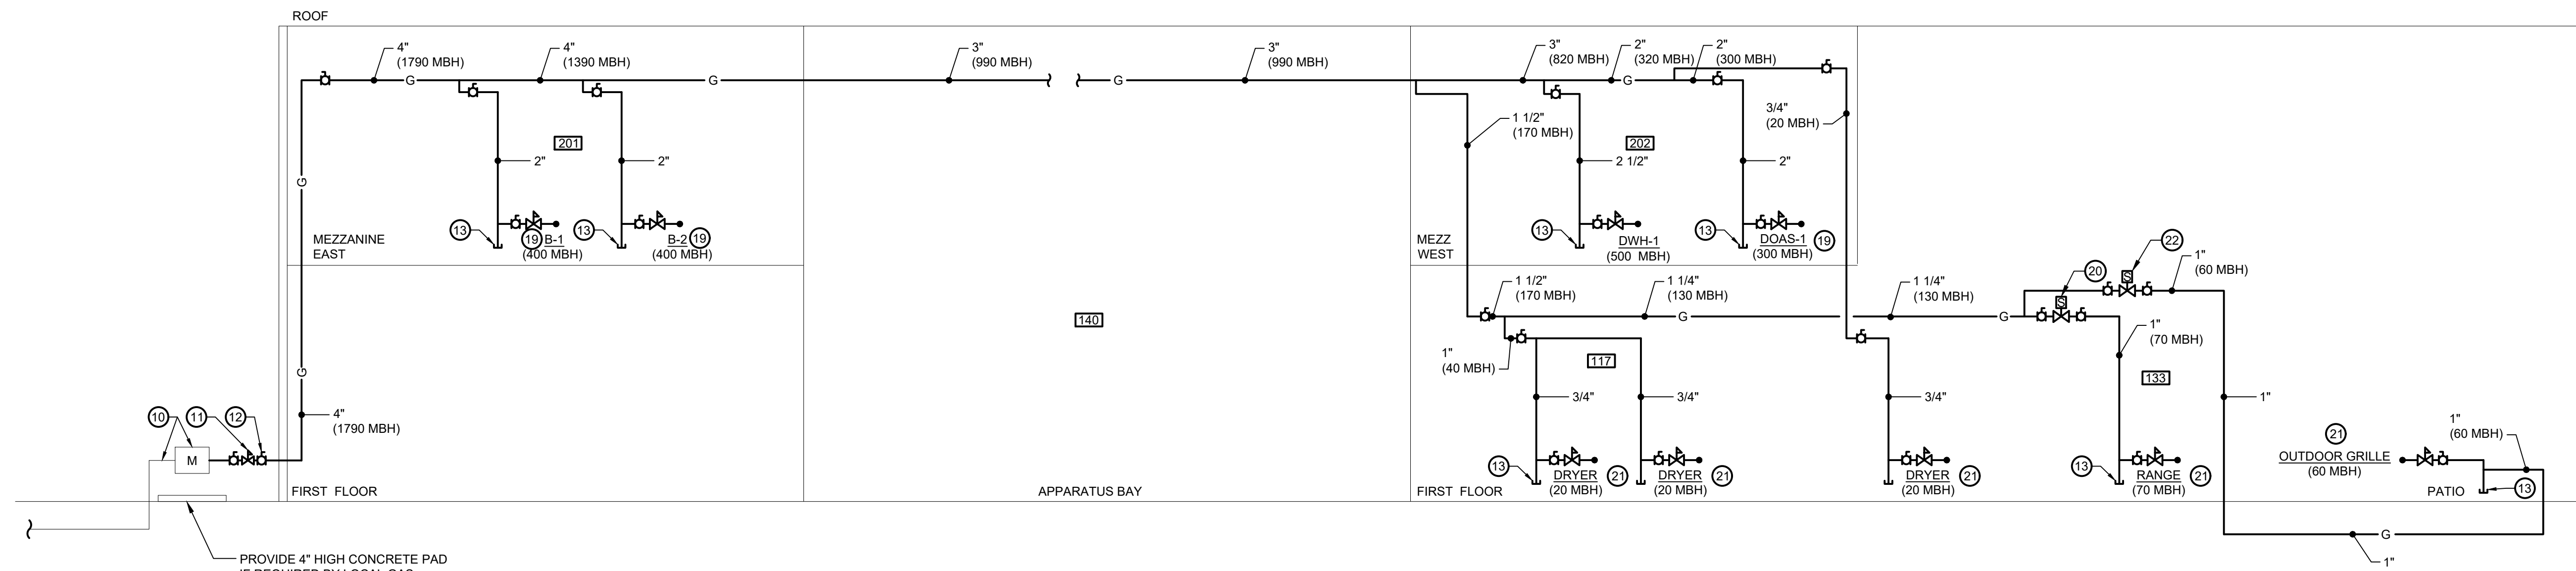 ROOF
4"
(1790 MBH)
4"
(1390 MBH)
3"
(990 MBH)
3"
(990 MBH)
3"
(820 MBH)
2"
(320 MBH)
2"
(300 MBH)
G
G
G
G
3/4"
(20 MBH)
1 1/2"
(170 MBH)
201
202
2"
2"
2 1/2"
2"
G
13
13
13
13
19
B-1
(400 MBH)
B-2
19
(400 MBH)
DWH-1
(500 MBH)
DOAS-1
19
(300 MBH)
MEZZANINE
EAST
MEZZ
WEST
22
20
S
S
1"
(60 MBH)
1 1/2"
(170 MBH)
1 1/4"
(130 MBH)
1 1/4"
(130 MBH)
G
G
140
1"
(70 MBH)
1"
(40 MBH)
117
133
G
3/4"
3/4"
3/4"
1"
10
11
12
4"
(1790 MBH)
M
13
DRYER
21
(20 MBH)
DRYER
21
(20 MBH)
DRYER
21
(20 MBH)
13
RANGE
21
(70 MBH)
21
OUTDOOR GRILLE
(60 MBH)
1"
(60 MBH)
13
FIRST FLOOR
APPARATUS BAY
FIRST FLOOR
PATIO
G
1"
PROVIDE 4" HIGH CONCRETE PAD
IF REQUIRED BY LOCAL GAS